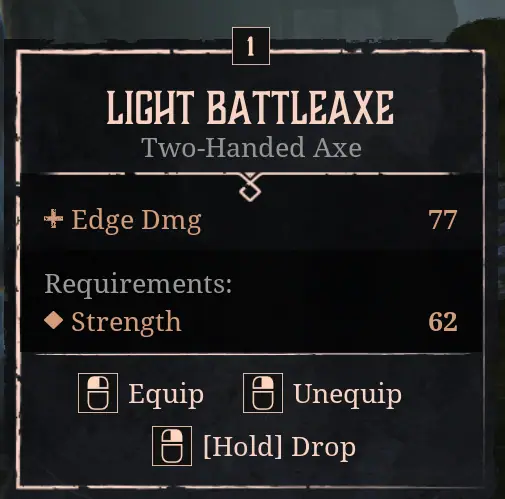 1
LIGHT BATTLEAXE
Two-Handed Axe
Edge Dmg 77
Requirements:
Strength 62
Equip Unequip
[Hold] Drop